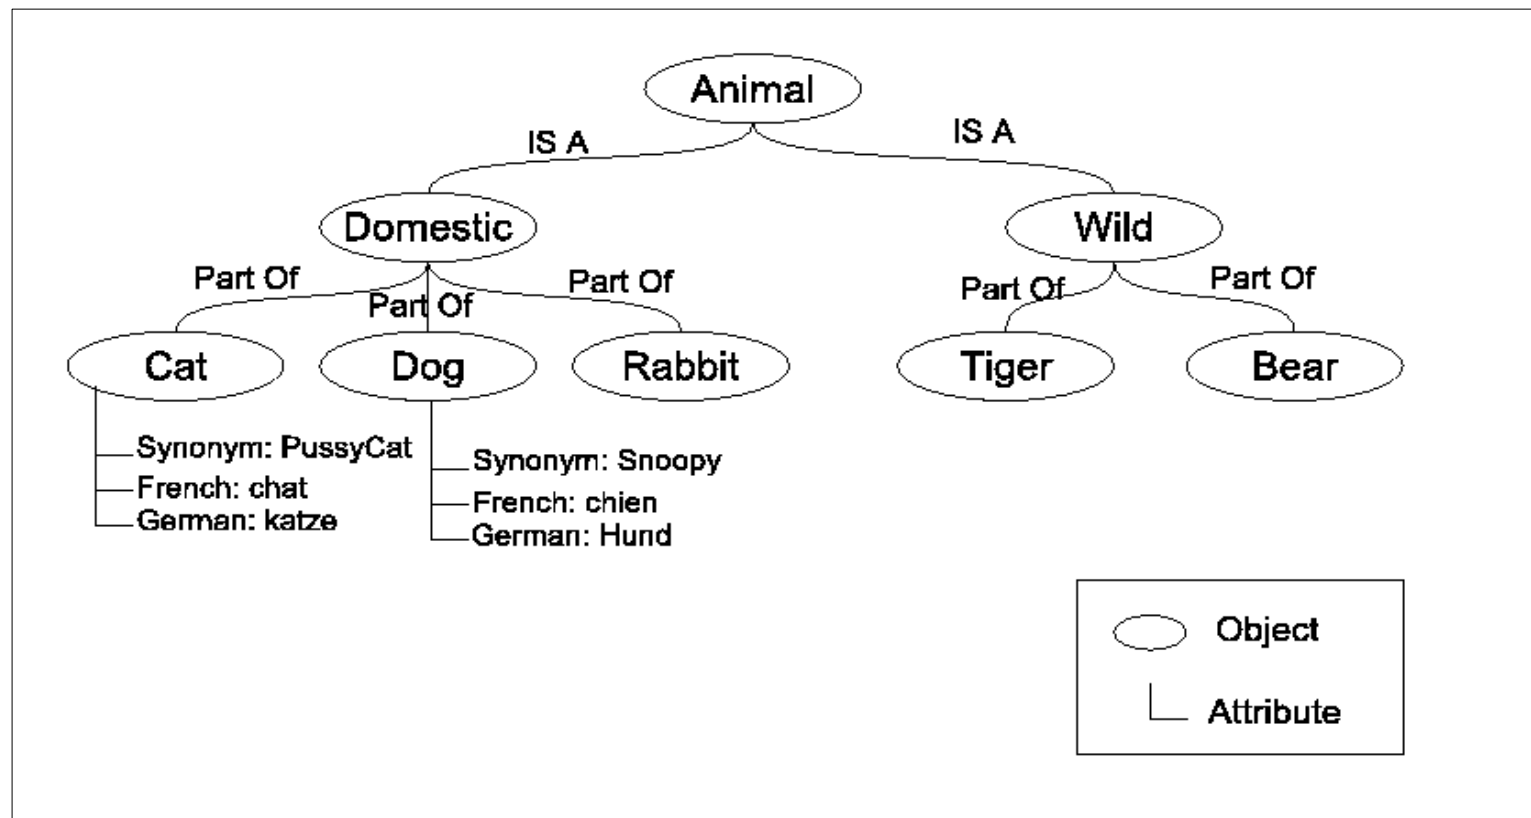 Animal
IS A
IS A
Domestic
Wild
Part Of
Part Of
Part Of
Part Of
Part Of
Cat
Dog
Rabbit
Tiger
Bear
Synonym: PussyCat
French: chat
German: katze
Synonym: Snoopy
French: chien
German: Hund
Object
Attribute